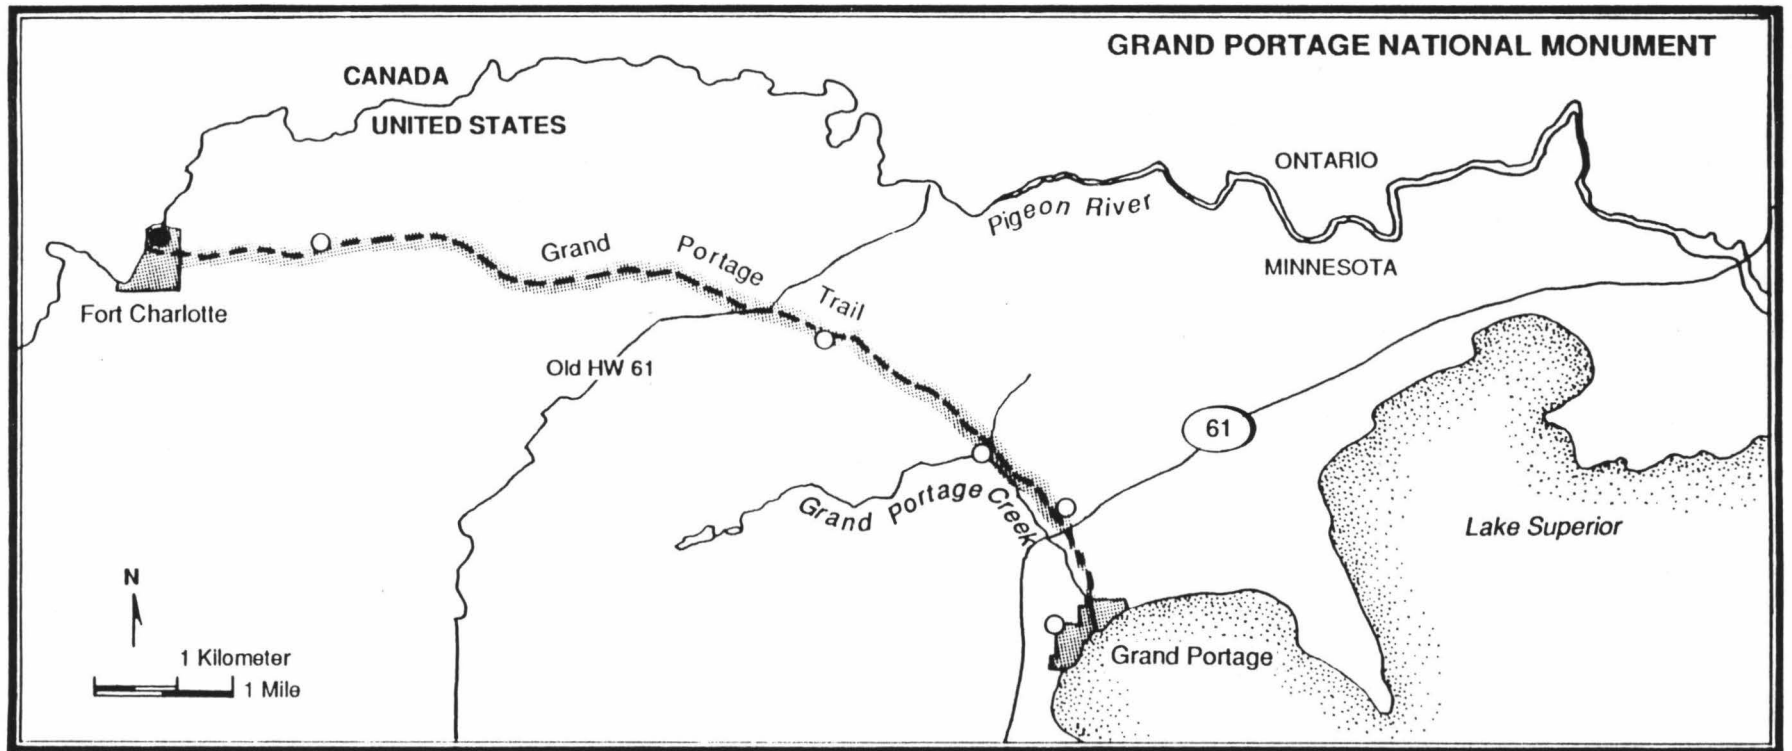 GRAND PORTAGE NATIONAL MONUMENT
CANADA
UNITED STATES
ONTARIO
Pigeon River
MINNESOTA
Grand Portage Trail
Fort Charlotte
Old HW 61
61
Grand Portage Creek
Lake Superior
N
Grand Portage
1 Kilometer
1 Mile